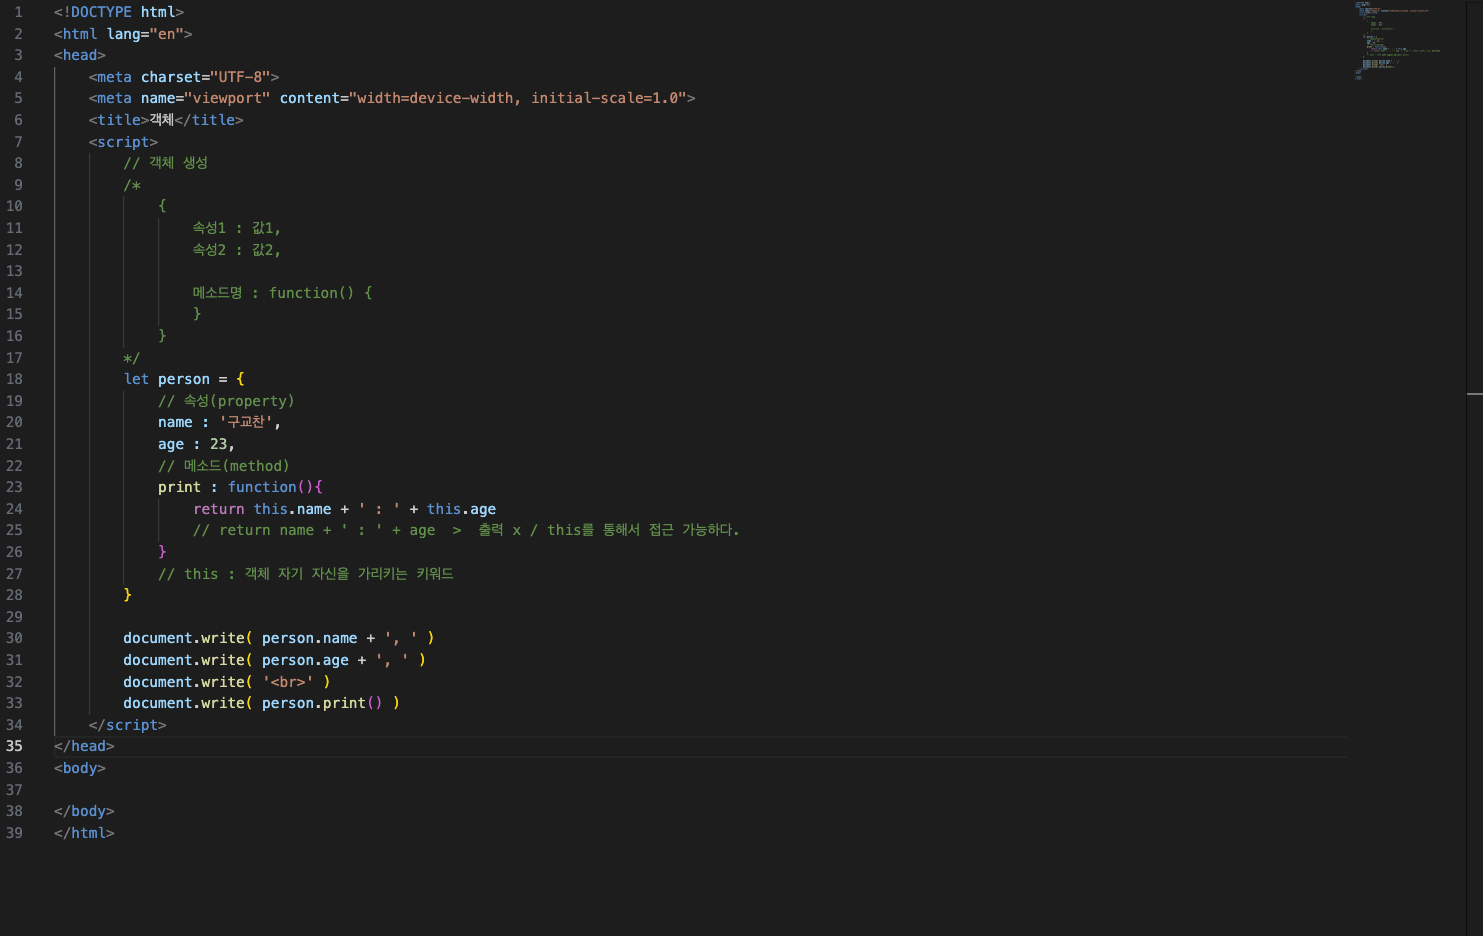 1 <!DOCTYPE html>
2 <html lang="en">
3 <head>
4     <meta charset="UTF-8">
5     <meta name="viewport" content="width=device-width, initial-scale=1.0">
6     <title>객체</title>
7     <script>
8         // 객체 생성
9         /*
10             {
11                 속성1 : 값1,
12                 속성2 : 값2,
13
14                 메소드명 : function() {
15                 }
16             }
17         */
18         let person = {
19             // 속성(property)
20             name : '구교찬',
21             age : 23,
22             // 메소드(method)
23             print : function(){
24                 return this.name + ' : ' + this.age
25                 // return name + ' : ' + age  >  출력 x / this를 통해서 접근 가능하다.
26             }
27             // this : 객체 자기 자신을 가리키는 키워드
28         }
29
30         document.write( person.name + ', ' )
31         document.write( person.age + ', ' )
32         document.write( '<br>' )
33         document.write( person.print() )
34     </script>
35 </head>
36 <body>
37
38 </body>
39 </html>